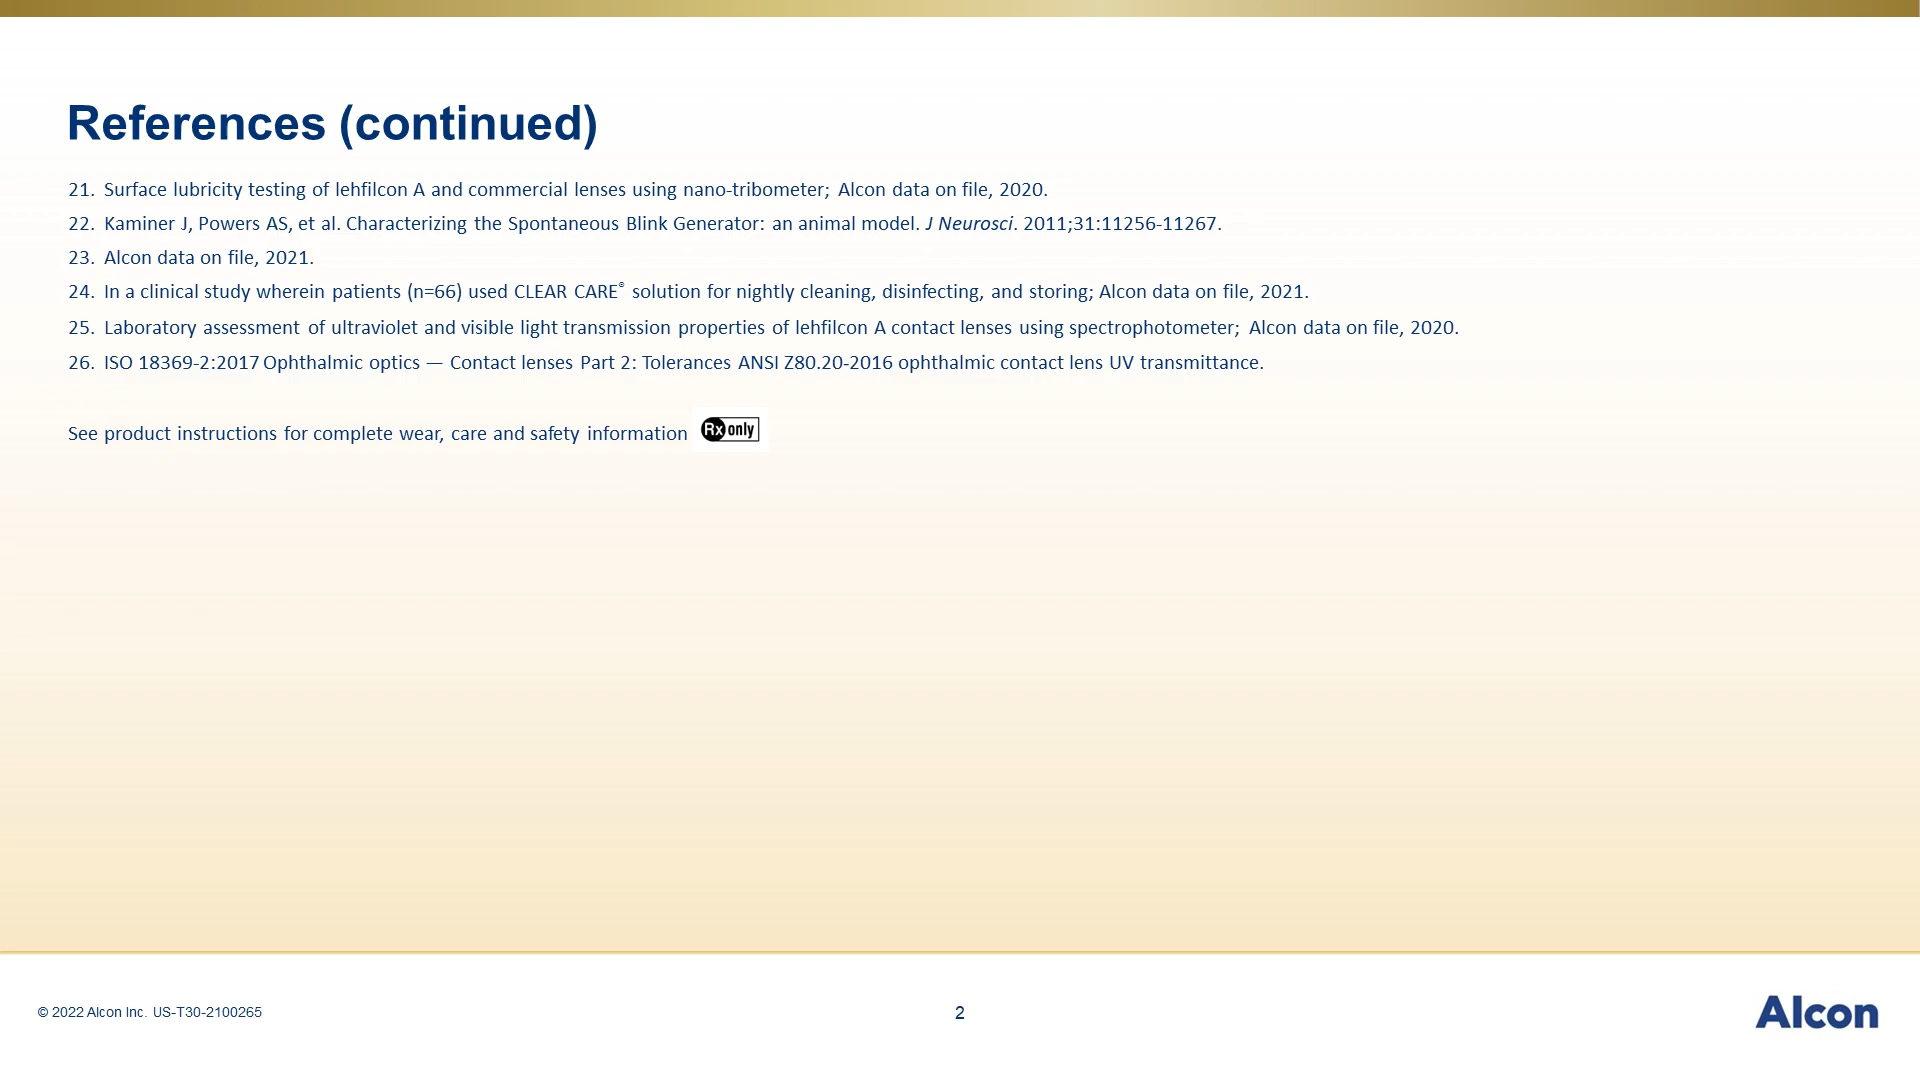 References (continued)
21. Surface lubricity testing of lehfilcon A and commercial lenses using nano-tribometer; Alcon data on file, 2020.
22. Kaminer J, Powers AS, et al. Characterizing the Spontaneous Blink Generator: an animal model. J Neurosci. 2011;31:11256-11267.
23. Alcon data on file, 2021.
24. In a clinical study wherein patients (n=66) used CLEAR CARE® solution for nightly cleaning, disinfecting, and storing; Alcon data on file, 2021.
25. Laboratory assessment of ultraviolet and visible light transmission properties of lehfilcon A contact lenses using spectrophotometer; Alcon data on file, 2020.
26. ISO 18369-2:2017 Ophthalmic optics — Contact lenses Part 2: Tolerances ANSI Z80.20-2016 ophthalmic contact lens UV transmittance.
See product instructions for complete wear, care and safety information Rx only
© 2022 Alcon Inc. US-T30-2100265
2
Alcon